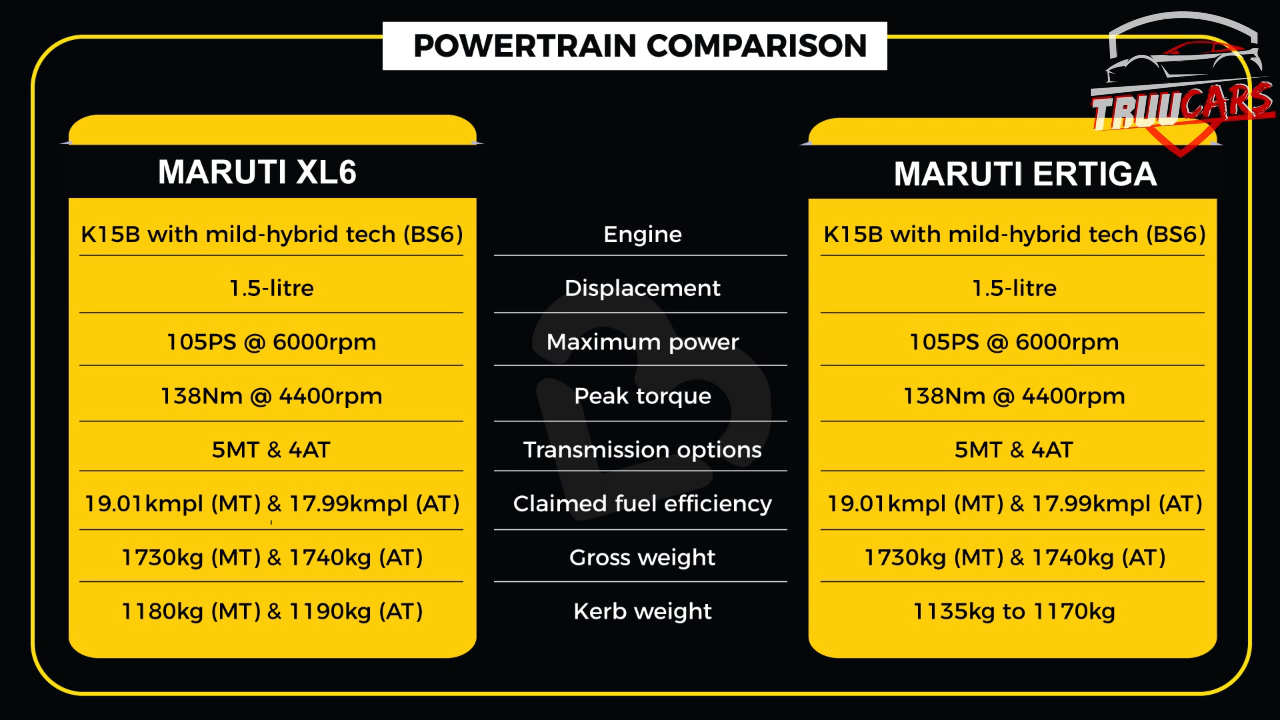 POWERTRAIN COMPARISON
TRUUCARS
MARUTI XL6
MARUTI ERTIGA
K15B with mild-hybrid tech (BS6) Engine K15B with mild-hybrid tech (BS6)
1.5-litre Displacement 1.5-litre
105PS @ 6000rpm Maximum power 105PS @ 6000rpm
138Nm @ 4400rpm Peak torque 138Nm @ 4400rpm
5MT & 4AT Transmission options 5MT & 4AT
19.01kmpl (MT) & 17.99kmpl (AT) Claimed fuel efficiency 19.01kmpl (MT) & 17.99kmpl (AT)
1730kg (MT) & 1740kg (AT) Gross weight 1730kg (MT) & 1740kg (AT)
1180kg (MT) & 1190kg (AT) Kerb weight 1135kg to 1170kg